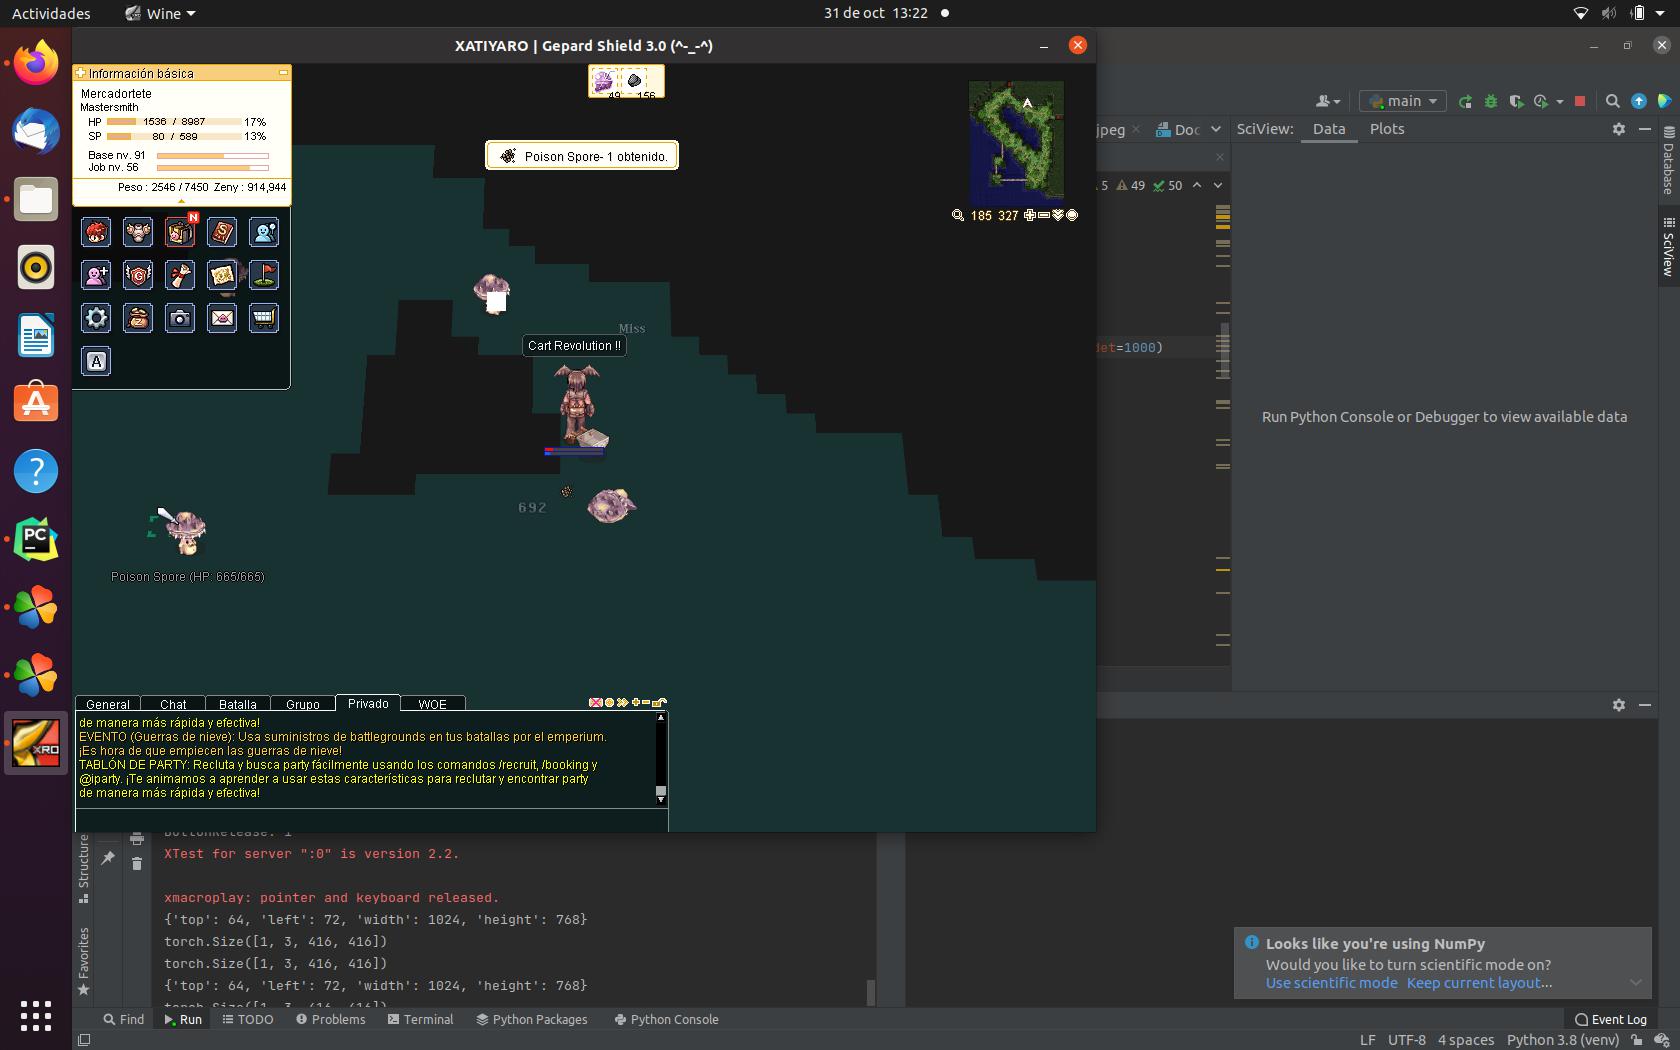 Actividades
Wine
31 de oct 13:22
XATIYARO | Gepard Shield 3.0 (^-_-^)
Información básica
Mercadortete
Mastersmith
HP 1536 / 8987 17%
SP 80 / 589 13%
Base nv. 91
Job nv. 56
Peso : 2546 / 7450 Zeny : 914,944
N
S
G
A
49 156
Poison Spore- 1 obtenido.
185 327
Miss
Cart Revolution !!
692
Poison Spore (HP: 665/665)
General
Chat
Batalla
Grupo
Privado
WOE
de manera más rápida y efectiva!
EVENTO (Guerras de nieve): Usa suministros de battlegrounds en tus batallas por el emperium.
¡Es hora de que empiecen las guerras de nieve!
TABLÓN DE PARTY: Recluta y busca party fácilmente usando los comandos /recruit, /booking y
@iparty. ¡Te animamos a aprender a usar estas características para reclutar y encontrar party
de manera más rápida y efectiva!
main
jpeg
Doc
SciView:
Data
Plots
5
49
50
det=1000)
Run Python Console or Debugger to view available data
Database
SciView
PC
XRO
ButtonRelease: 1
XTest for server ":0" is version 2.2.
xmacroplay: pointer and keyboard released.
{'top': 64, 'left': 72, 'width': 1024, 'height': 768}
torch.Size([1, 3, 416, 416])
torch.Size([1, 3, 416, 416])
{'top': 64, 'left': 72, 'width': 1024, 'height': 768}
torch.Size([1, 3, 416, 416])
Structure
Favorites
Looks like you're using NumPy
Would you like to turn scientific mode on?
Use scientific mode Keep current layout...
Find
Run
TODO
Problems
Terminal
Python Packages
Python Console
Event Log
LF UTF-8 4 spaces Python 3.8 (venv)